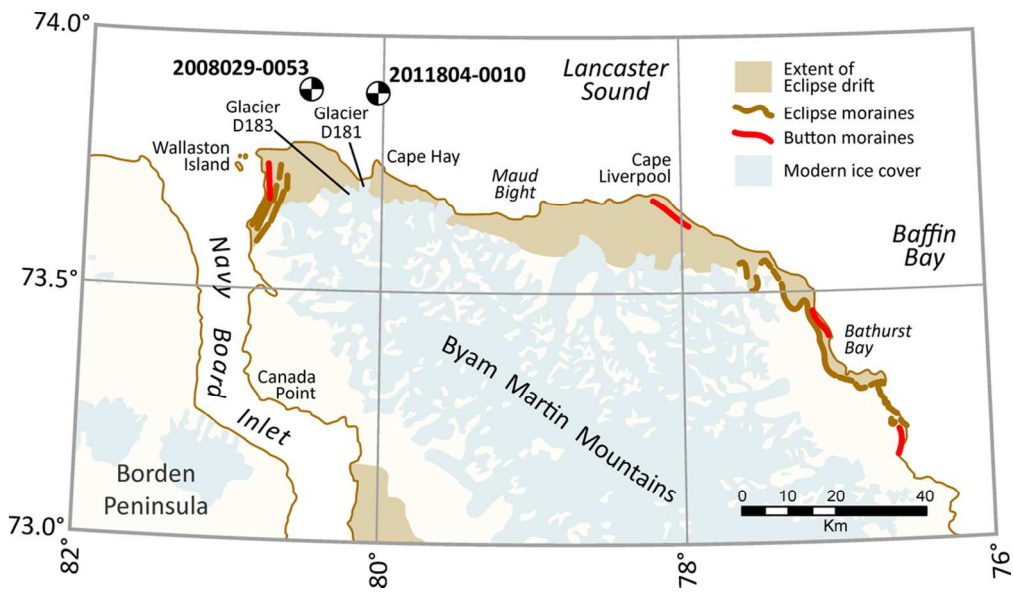 74.0°
2008029-0053
2011804-0010
Lancaster
Sound
Extent of
Eclipse drift
Eclipse moraines
Button moraines
Modern ice cover
Glacier
D183
Glacier
D181
Wallaston
Island
Cape Hay
Maud
Bight
Cape
Liverpool
Baffin
Bay
73.5°
Navy Board Inlet
Byam Martin Mountains
Bathurst
Bay
Canada
Point
Borden
Peninsula
0 10 20 40
Km
73.0°
82° 80° 78° 76°